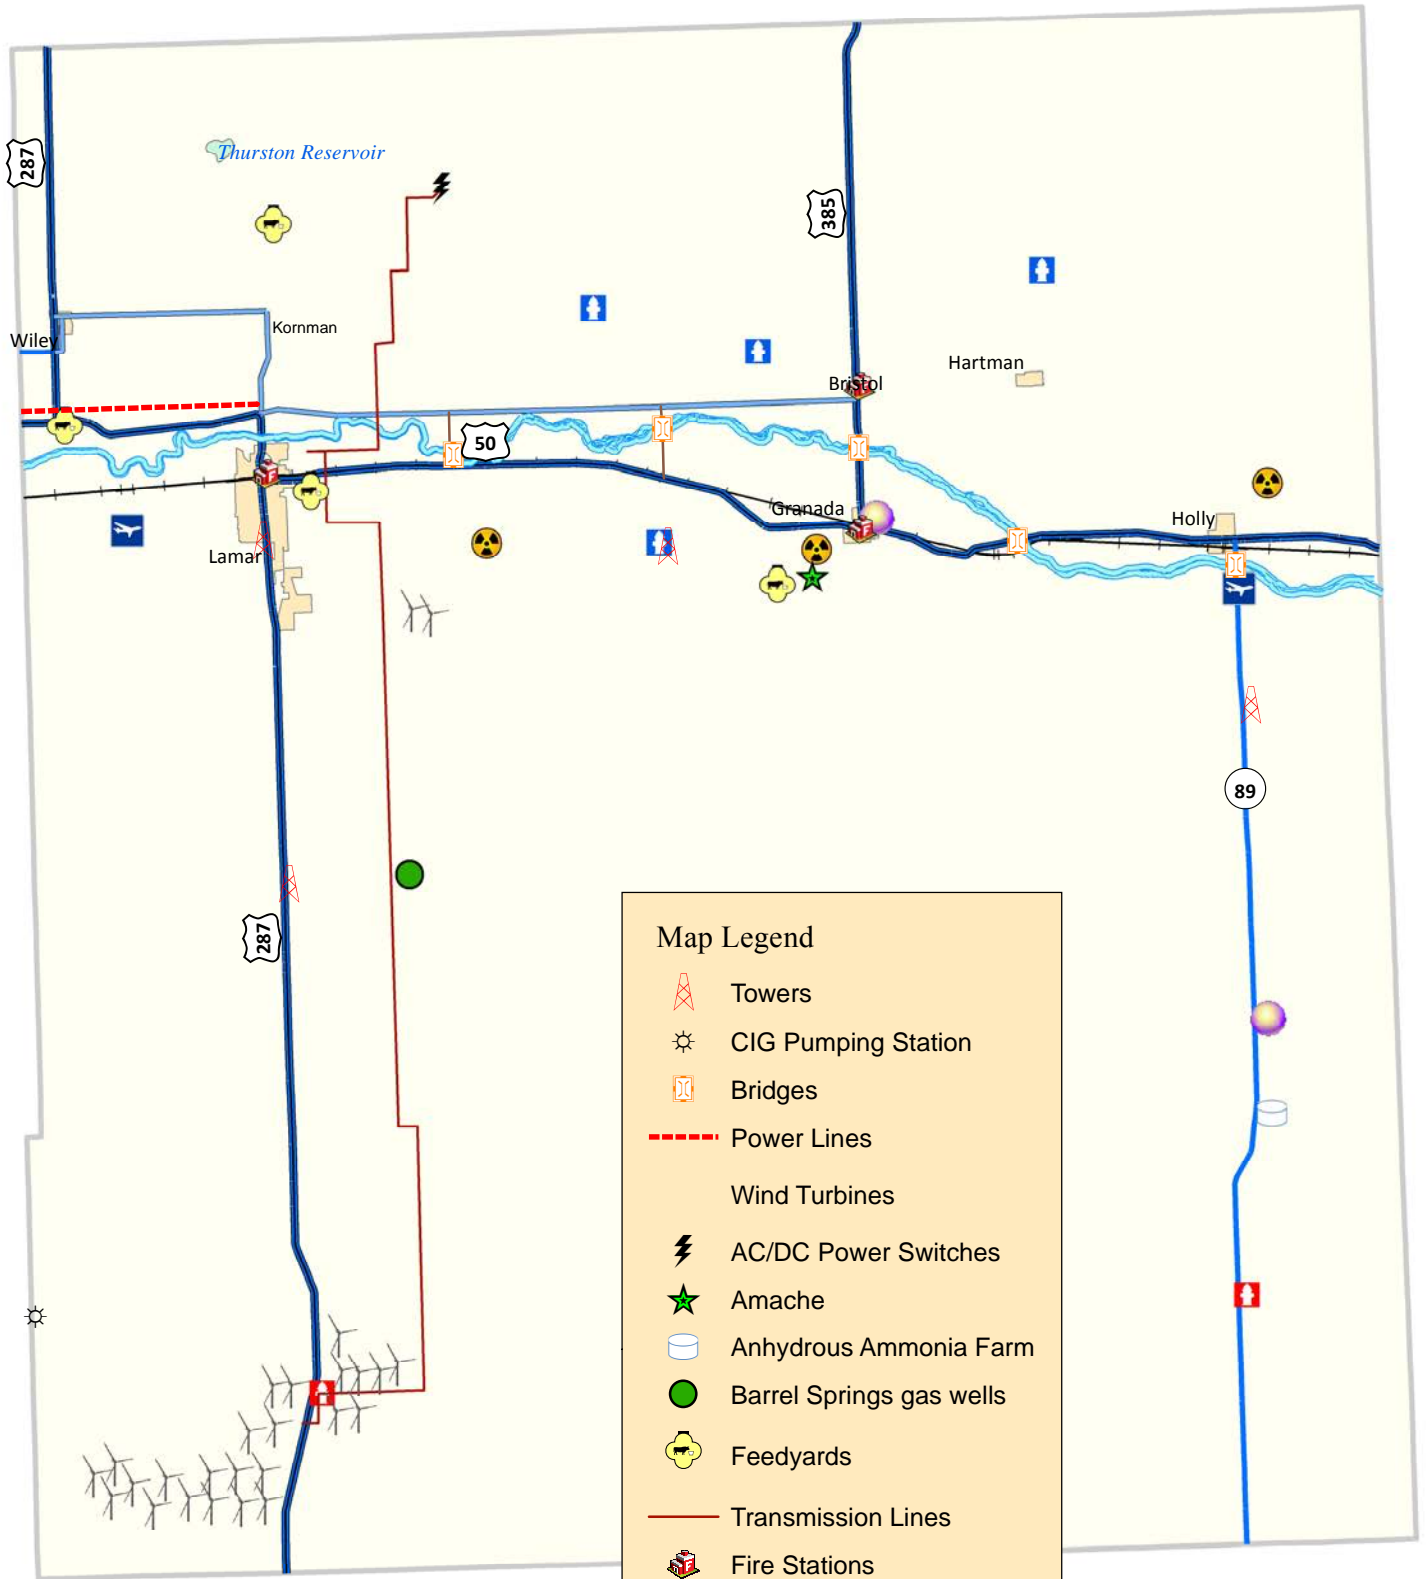 287
Thurston Reservoir
385
Kornman
Wiley
Hartman
Bristol
50
Granada
Holly
Lamar
89
287
Map Legend
Towers
CIG Pumping Station
Bridges
Power Lines
Wind Turbines
AC/DC Power Switches
Amache
Anhydrous Ammonia Farm
Barrel Springs gas wells
Feedyards
Transmission Lines
Fire Stations